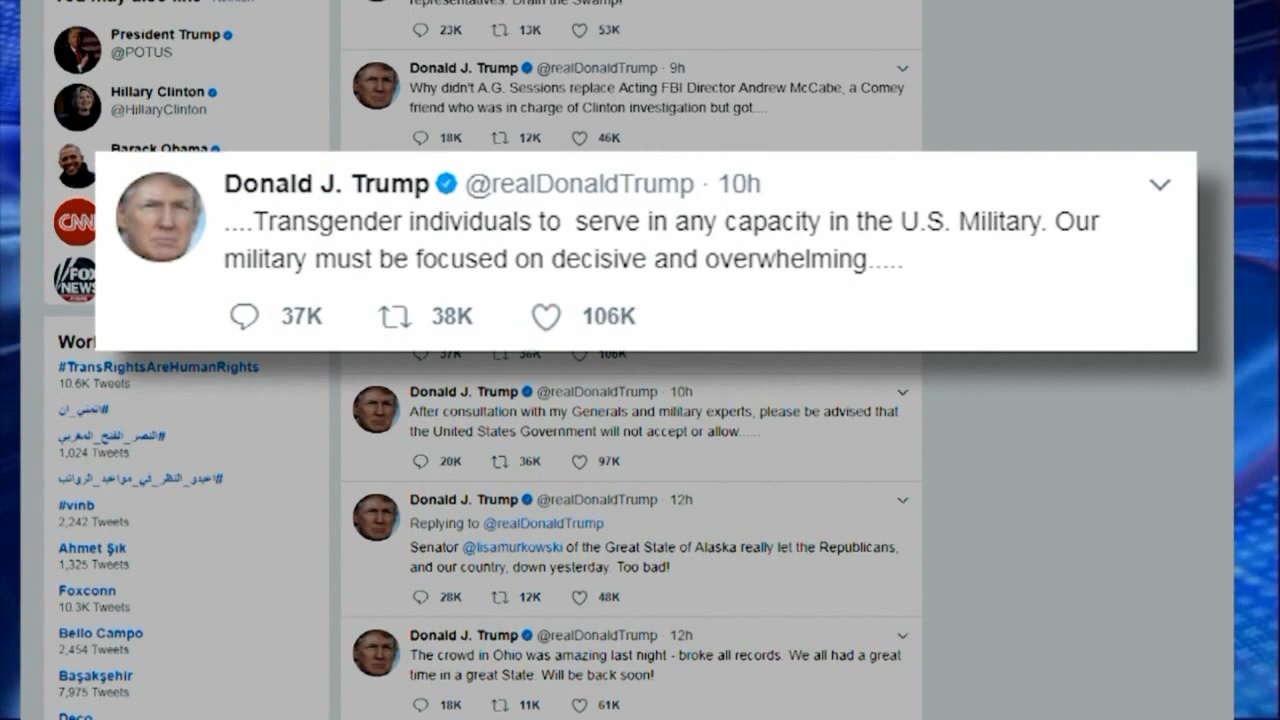 You may also like
representatives. Drain the Swamp!
President Trump
@POTUS
23K 13K 53K
Hillary Clinton
@HillaryClinton
Barack Obama
CNN
FOX
NEWS
Donald J. Trump @realDonaldTrump · 9h
Why didn't A.G. Sessions replace Acting FBI Director Andrew McCabe, a Comey
friend who was in charge of Clinton investigation but got....
18K 12K 46K
Donald J. Trump @realDonaldTrump · 10h
....Transgender individuals to serve in any capacity in the U.S. Military. Our
military must be focused on decisive and overwhelming.....
37K 38K 106K
37K 38K 106K
#TransRightsAreHumanRights
10.6K Tweets
1,024 Tweets
#اعيدو_النظر_في_مواعيد_الرواتب
#vinb
2,242 Tweets
Ahmet Şık
1,325 Tweets
Foxconn
10.3K Tweets
Bello Campo
2,454 Tweets
Başakşehir
7,975 Tweets
Deco
Donald J. Trump @realDonaldTrump · 10h
After consultation with my Generals and military experts, please be advised that
the United States Government will not accept or allow......
20K 36K 97K
Donald J. Trump @realDonaldTrump · 12h
Replying to @realDonaldTrump
Senator @lisamurkowski of the Great State of Alaska really let the Republicans,
and our country, down yesterday. Too bad!
28K 12K 48K
Donald J. Trump @realDonaldTrump · 12h
The crowd in Ohio was amazing last night - broke all records. We all had a great
time in a great State. Will be back soon!
18K 11K 61K